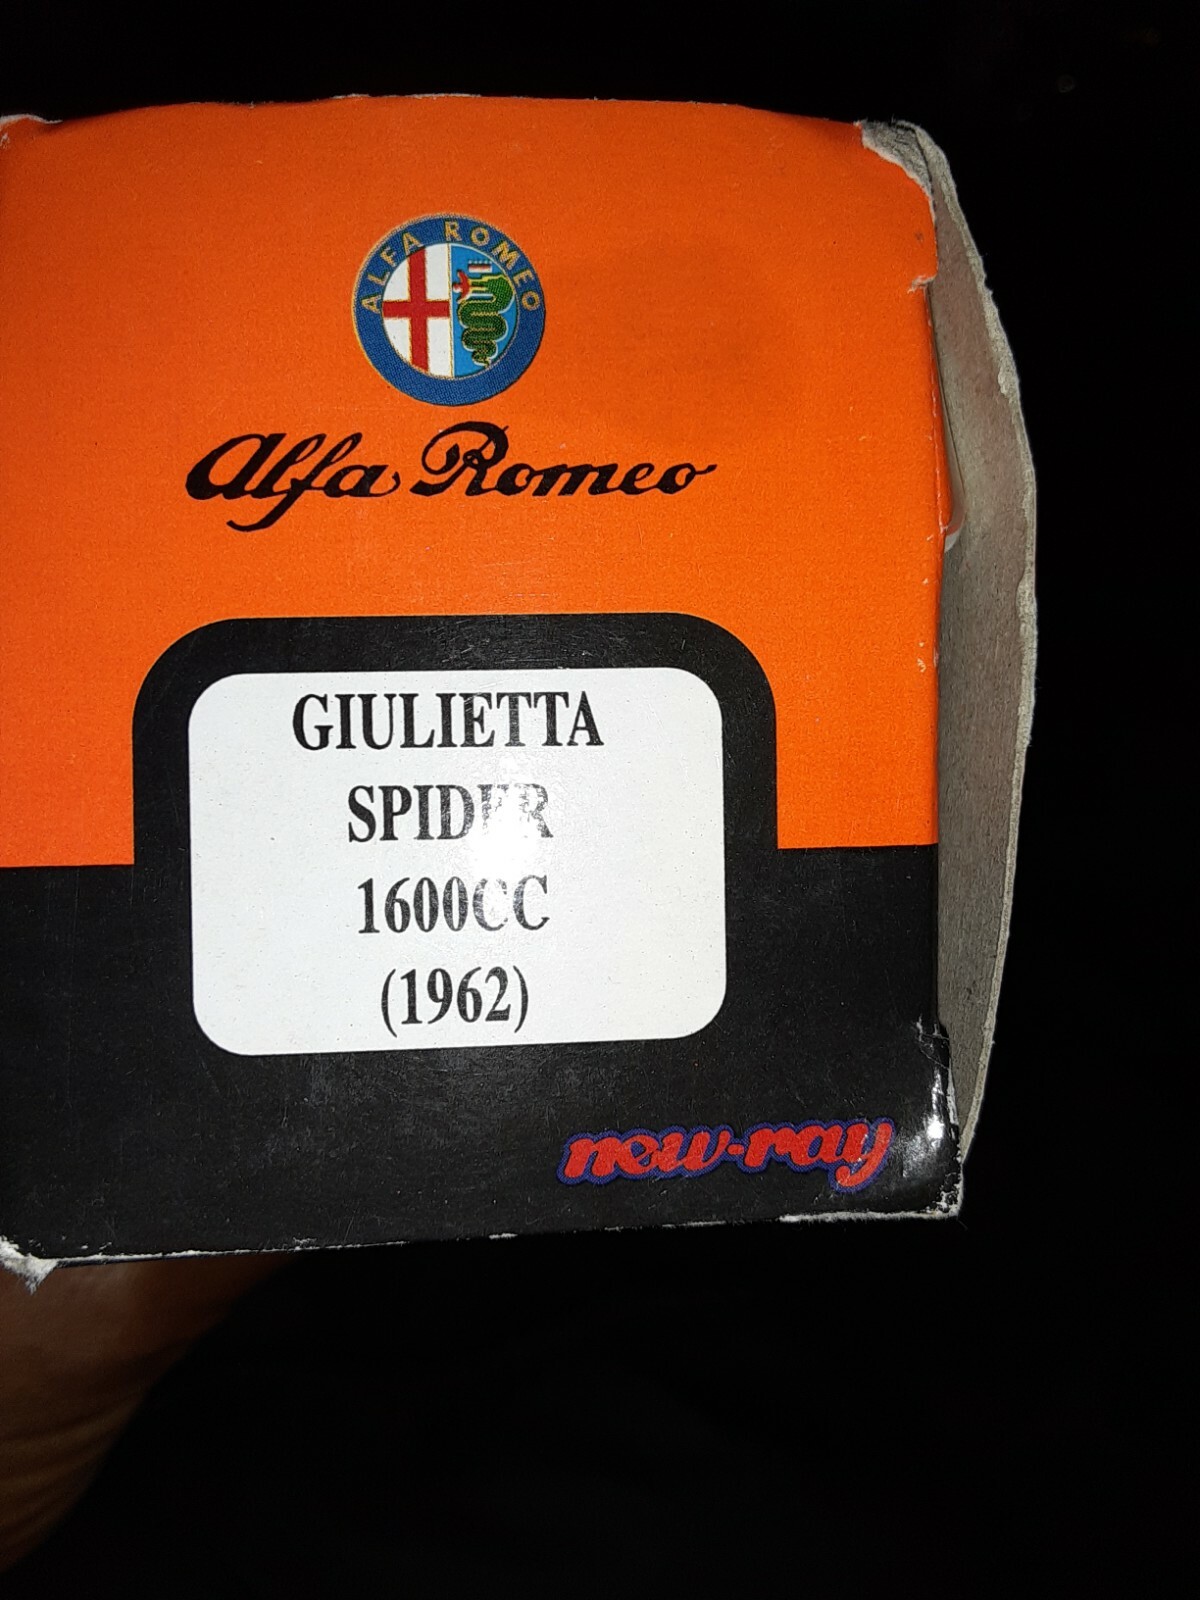 ALFA ROMEO
Alfa Romeo
GIULIETTA
SPIDER
1600CC
(1962)
new-ray